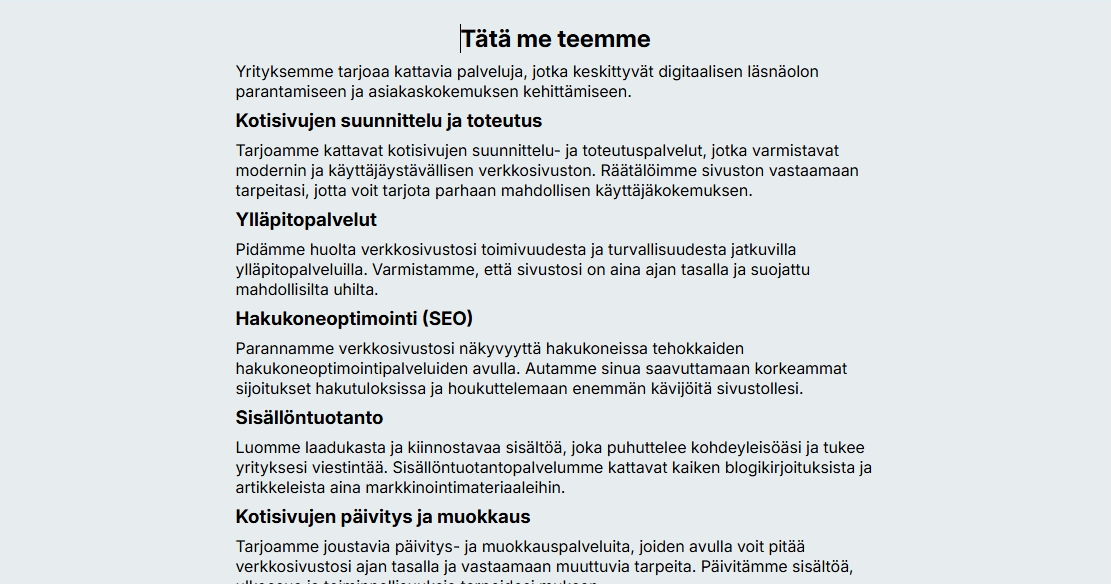 Tätä me teemme
Yrityksemme tarjoaa kattavia palveluja, jotka keskittyvät digitaalisen läsnäolon
parantamiseen ja asiakaskokemuksen kehittämiseen.
Kotisivujen suunnittelu ja toteutus
Tarjoamme kattavat kotisivujen suunnittelu- ja toteutuspalvelut, jotka varmistavat
modernin ja käyttäjäystävällisen verkkosivuston. Räätälöimme sivuston vastaamaan
tarpeitasi, jotta voit tarjota parhaan mahdollisen käyttäjäkokemuksen.
Ylläpitopalvelut
Pidämme huolta verkkosivustosi toimivuudesta ja turvallisuudesta jatkuvilla
ylläpitopalveluilla. Varmistamme, että sivustosi on aina ajan tasalla ja suojattu
mahdollisilta uhilta.
Hakukoneoptimointi (SEO)
Parannamme verkkosivustosi näkyvyyttä hakukoneissa tehokkaiden
hakukoneoptimointipalveluiden avulla. Autamme sinua saavuttamaan korkeammat
sijoitukset hakutuloksissa ja houkuttelemaan enemmän kävijöitä sivustollesi.
Sisällöntuotanto
Luomme laadukasta ja kiinnostavaa sisältöä, joka puhuttelee kohdeyleisöäsi ja tukee
yrityksesi viestintää. Sisällöntuotantopalvelumme kattavat kaiken blogikirjoituksista ja
artikkeleista aina markkinointimateriaaleihin.
Kotisivujen päivitys ja muokkaus
Tarjoamme joustavia päivitys- ja muokkauspalveluita, joiden avulla voit pitää
verkkosivustosi ajan tasalla ja vastaamaan muuttuvia tarpeita. Päivitämme sisältöä,